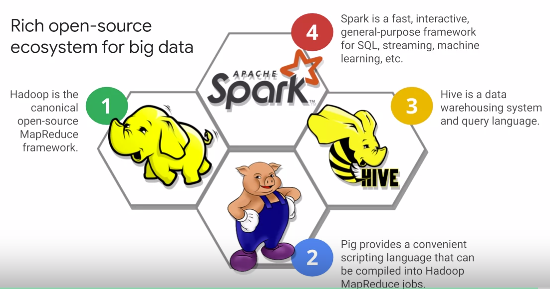 Rich open-source
ecosystem for big data
1
Hadoop is the
canonical
open-source
MapReduce
framework.
4
Spark is a fast, interactive,
general-purpose framework
for SQL, streaming, machine
learning, etc.
APACHE
Spark™
3
Hive is a data
warehousing system
and query language.
HIVE
2
Pig provides a convenient
scripting language that can
be compiled into Hadoop
MapReduce jobs.